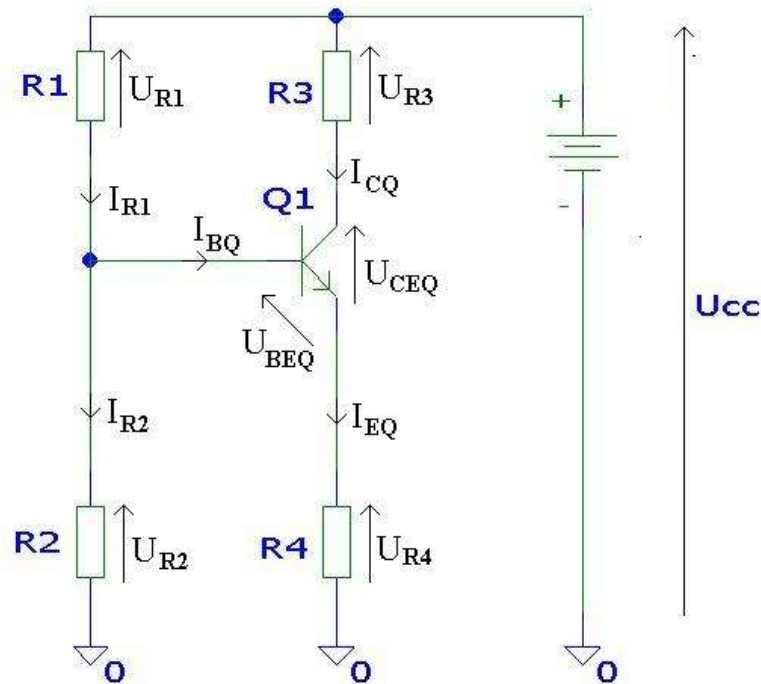 R1
U_R1
R3
U_R3
+
I_R1
I_CQ
Q1
I_BQ
-
U_CEQ
Ucc
U_BEQ
I_R2
I_EQ
R2
U_R2
R4
U_R4
0
0
0